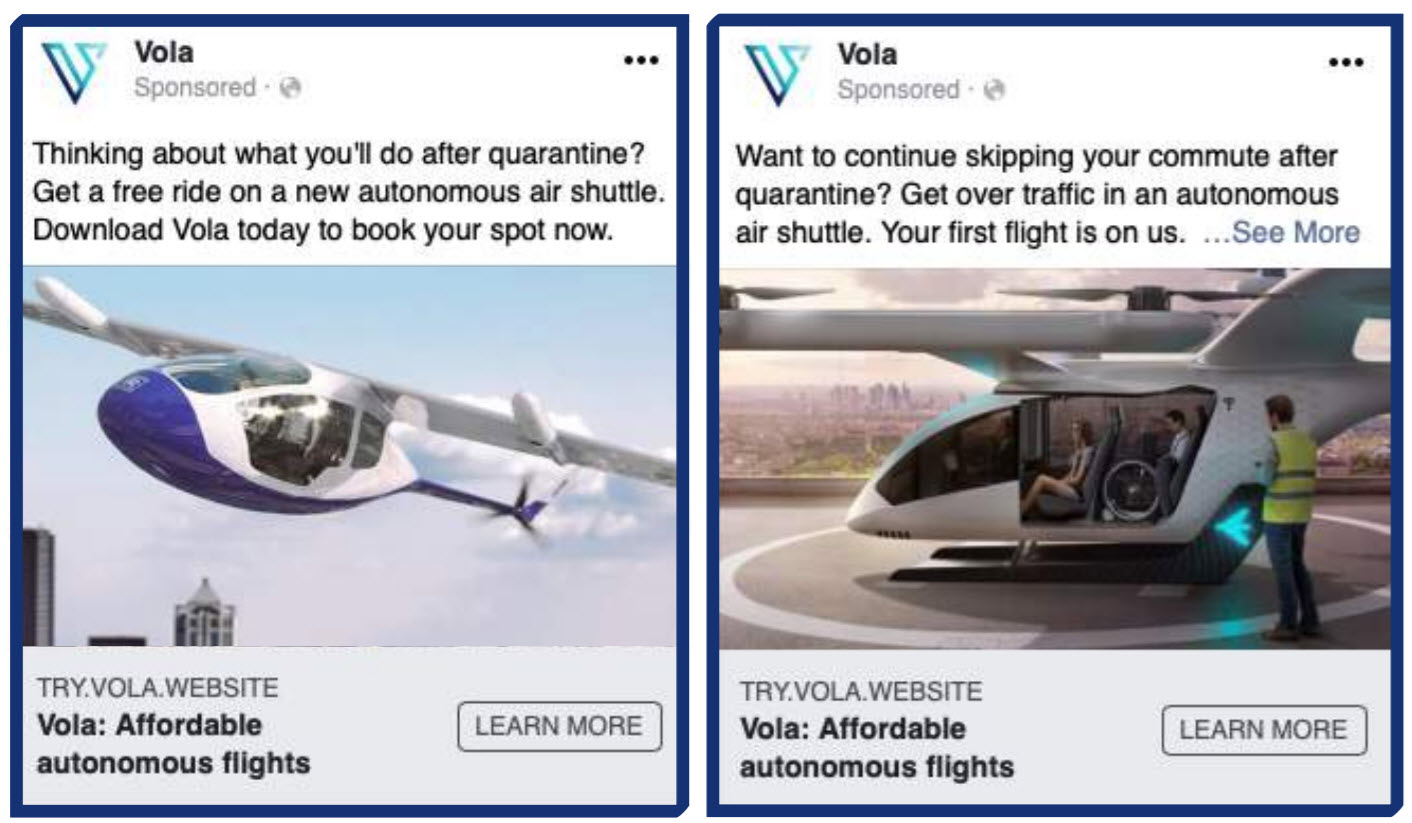 Vola
Sponsored ·
Thinking about what you'll do after quarantine?
Get a free ride on a new autonomous air shuttle.
Download Vola today to book your spot now.
TRY.VOLA.WEBSITE
Vola: Affordable
autonomous flights
LEARN MORE
Vola
Sponsored ·
Want to continue skipping your commute after
quarantine? Get over traffic in an autonomous
air shuttle. Your first flight is on us. ...See More
TRY.VOLA.WEBSITE
Vola: Affordable
autonomous flights
LEARN MORE